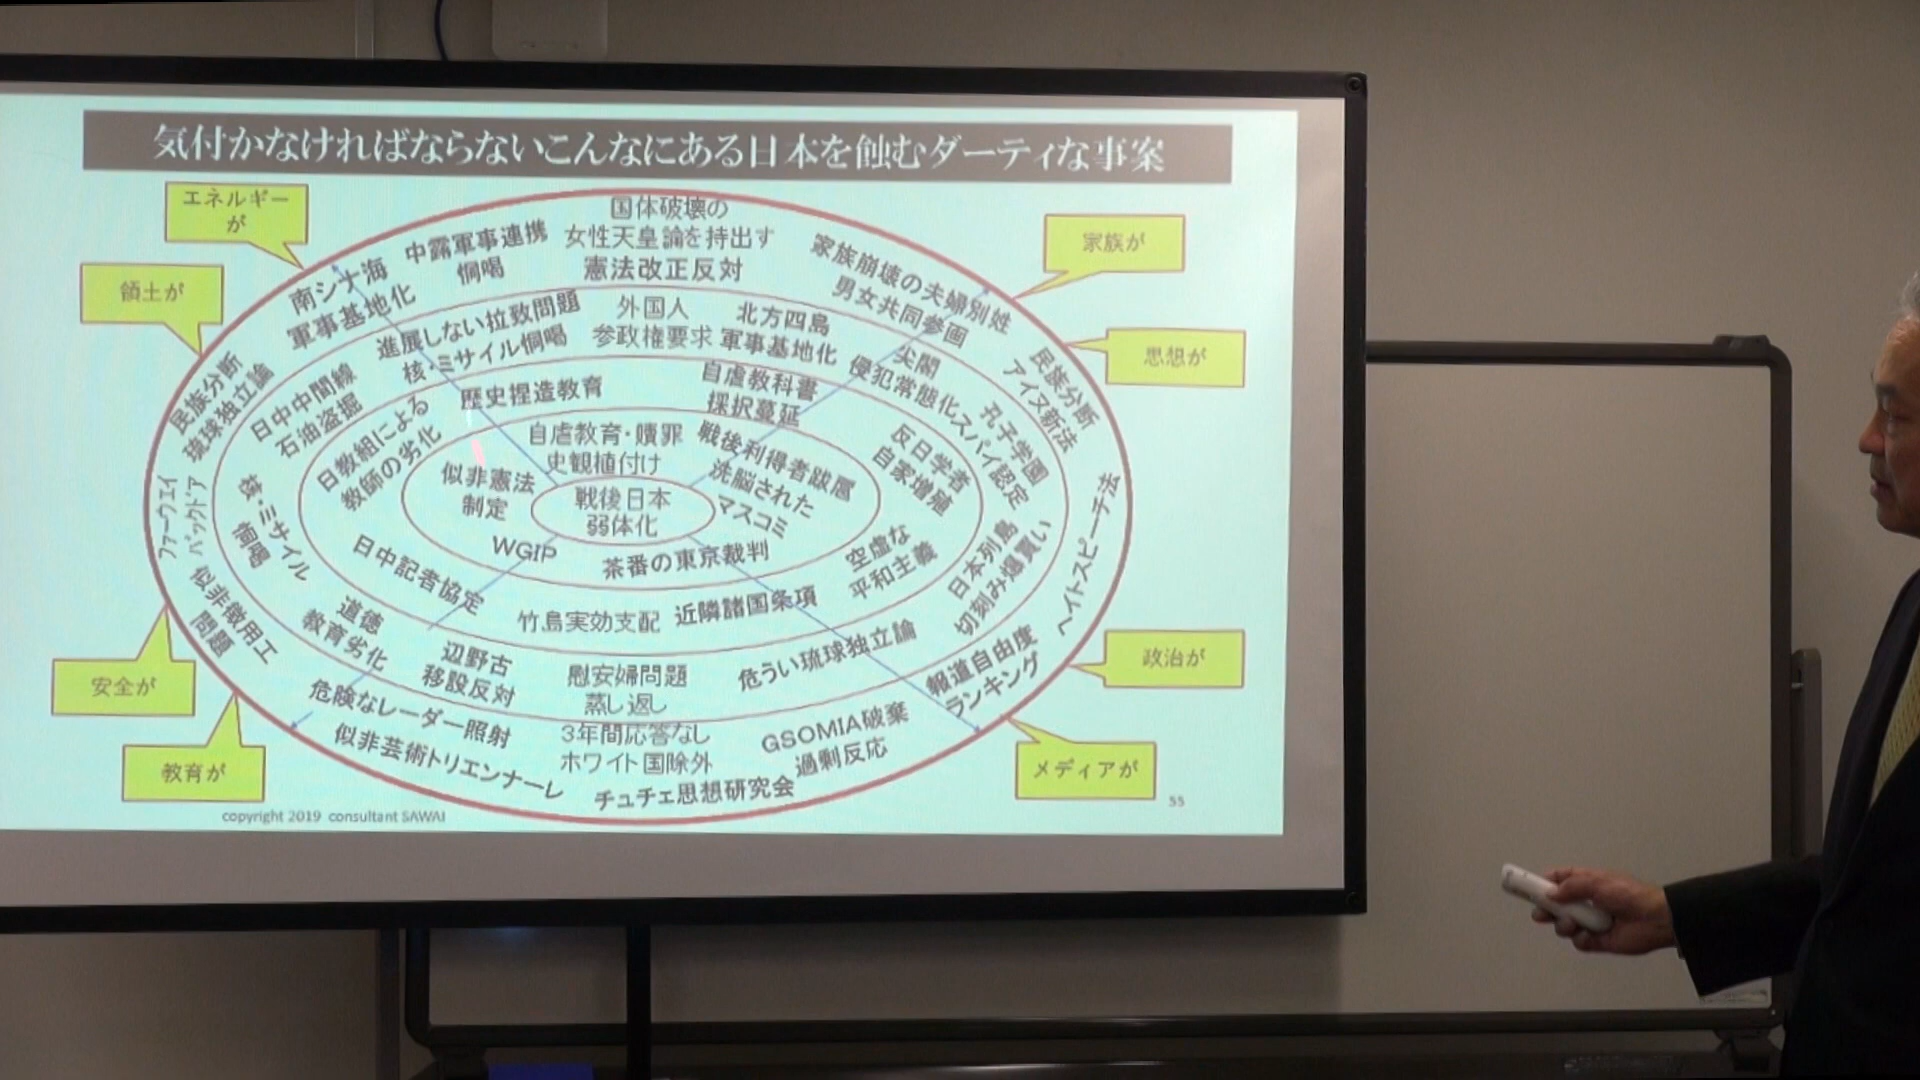 気付かなければならないこんなにある日本を蝕むダーティな事案
エネルギー
が
領土が
安全が
教育が
家族が
思想が
政治が
メディアが
国体破壊の
女性天皇論を持出す
憲法改正反対
中露軍事連携
恫喝
南シナ海
軍事基地化
家族崩壊の夫婦別姓
男女共同参画
民族分断
アイヌ新法
民族分断
琉球独立論
ファーウェイ
バックドア
似非徴用工
問題
ヘイトスピーチ法
報道自由度
ランキング
危険なレーダー照射
似非芸術トリエンナーレ
3年間応答なし
ホワイト国除外
GSOMIA破棄
過剰反応
チュチェ思想研究会
進展しない拉致問題
核・ミサイル恫喝
外国人
参政権要求
北方四島
軍事基地化
尖閣
侵犯常態化
孔子学園
スパイ認定
日中中間線
石油盗掘
核・ミサイル
恫喝
道徳
教育劣化
辺野古
移設反対
慰安婦問題
蒸し返し
危うい琉球独立論
日本列島
切刻み爆買い
歴史捏造教育
自虐教科書
採択蔓延
日教組による
教師の劣化
反日学者
自家増殖
日中記者協定
竹島実効支配
近隣諸国条項
空虚な
平和主義
自虐教育・贖罪
史観植付け
戦後利得者跋扈
洗脳された
マスコミ
似非憲法
制定
WGIP
茶番の東京裁判
戦後日本
弱体化
copyright 2019 consultant SAWAI
55